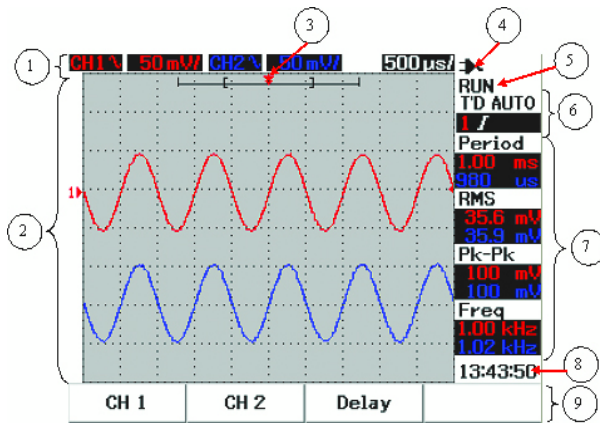 3
4
1
CH1 50 mV/ CH2 50 mV/ 500 µs/
5
RUN
T'D AUTO
6
1
Period
1.00 ms
980 us
1
RMS
35.6 mV
35.9 mV
2
7
Pk-Pk
100 mV
100 mV
Freq
1.00 kHz
1.02 kHz
13:43:50
8
CH 1 CH 2 Delay
9